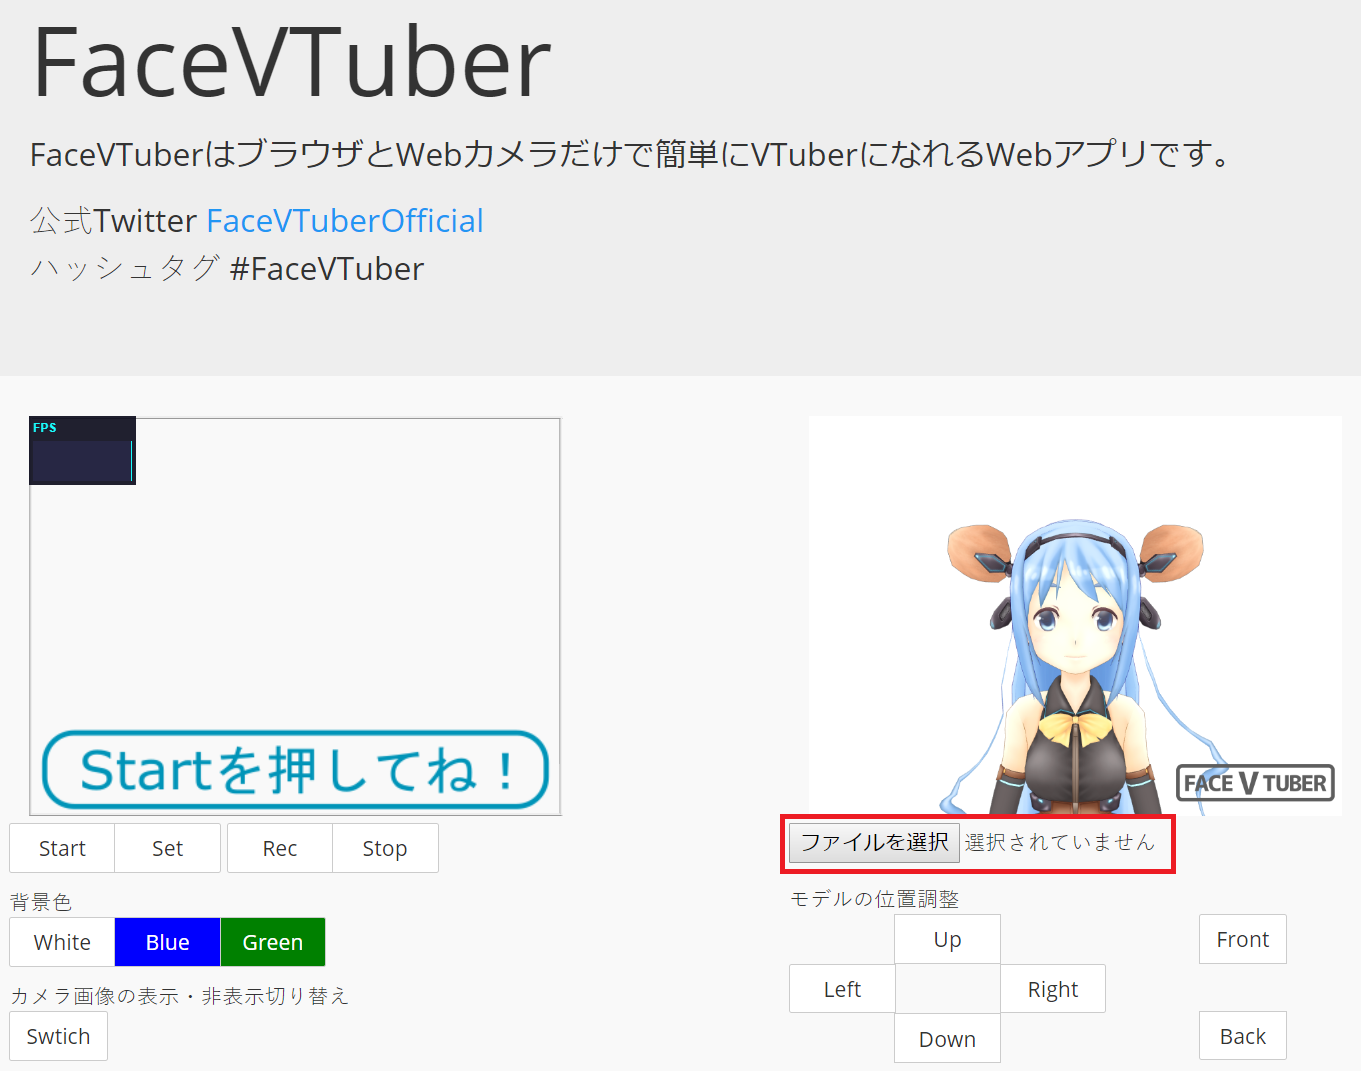 FaceVTuber
FaceVTuberはブラウザとWebカメラだけで簡単にVTuberになれるWebアプリです。
公式Twitter FaceVTuberOfficial
ハッシュタグ #FaceVTuber
FPS
Startを押してね！
FACE V TUBER
Start Set Rec Stop
ファイルを選択 選択されていません
背景色
White Blue Green
カメラ画像の表示・非表示切り替え
Swtich
モデルの位置調整
Up Front
Left Right
Down Back